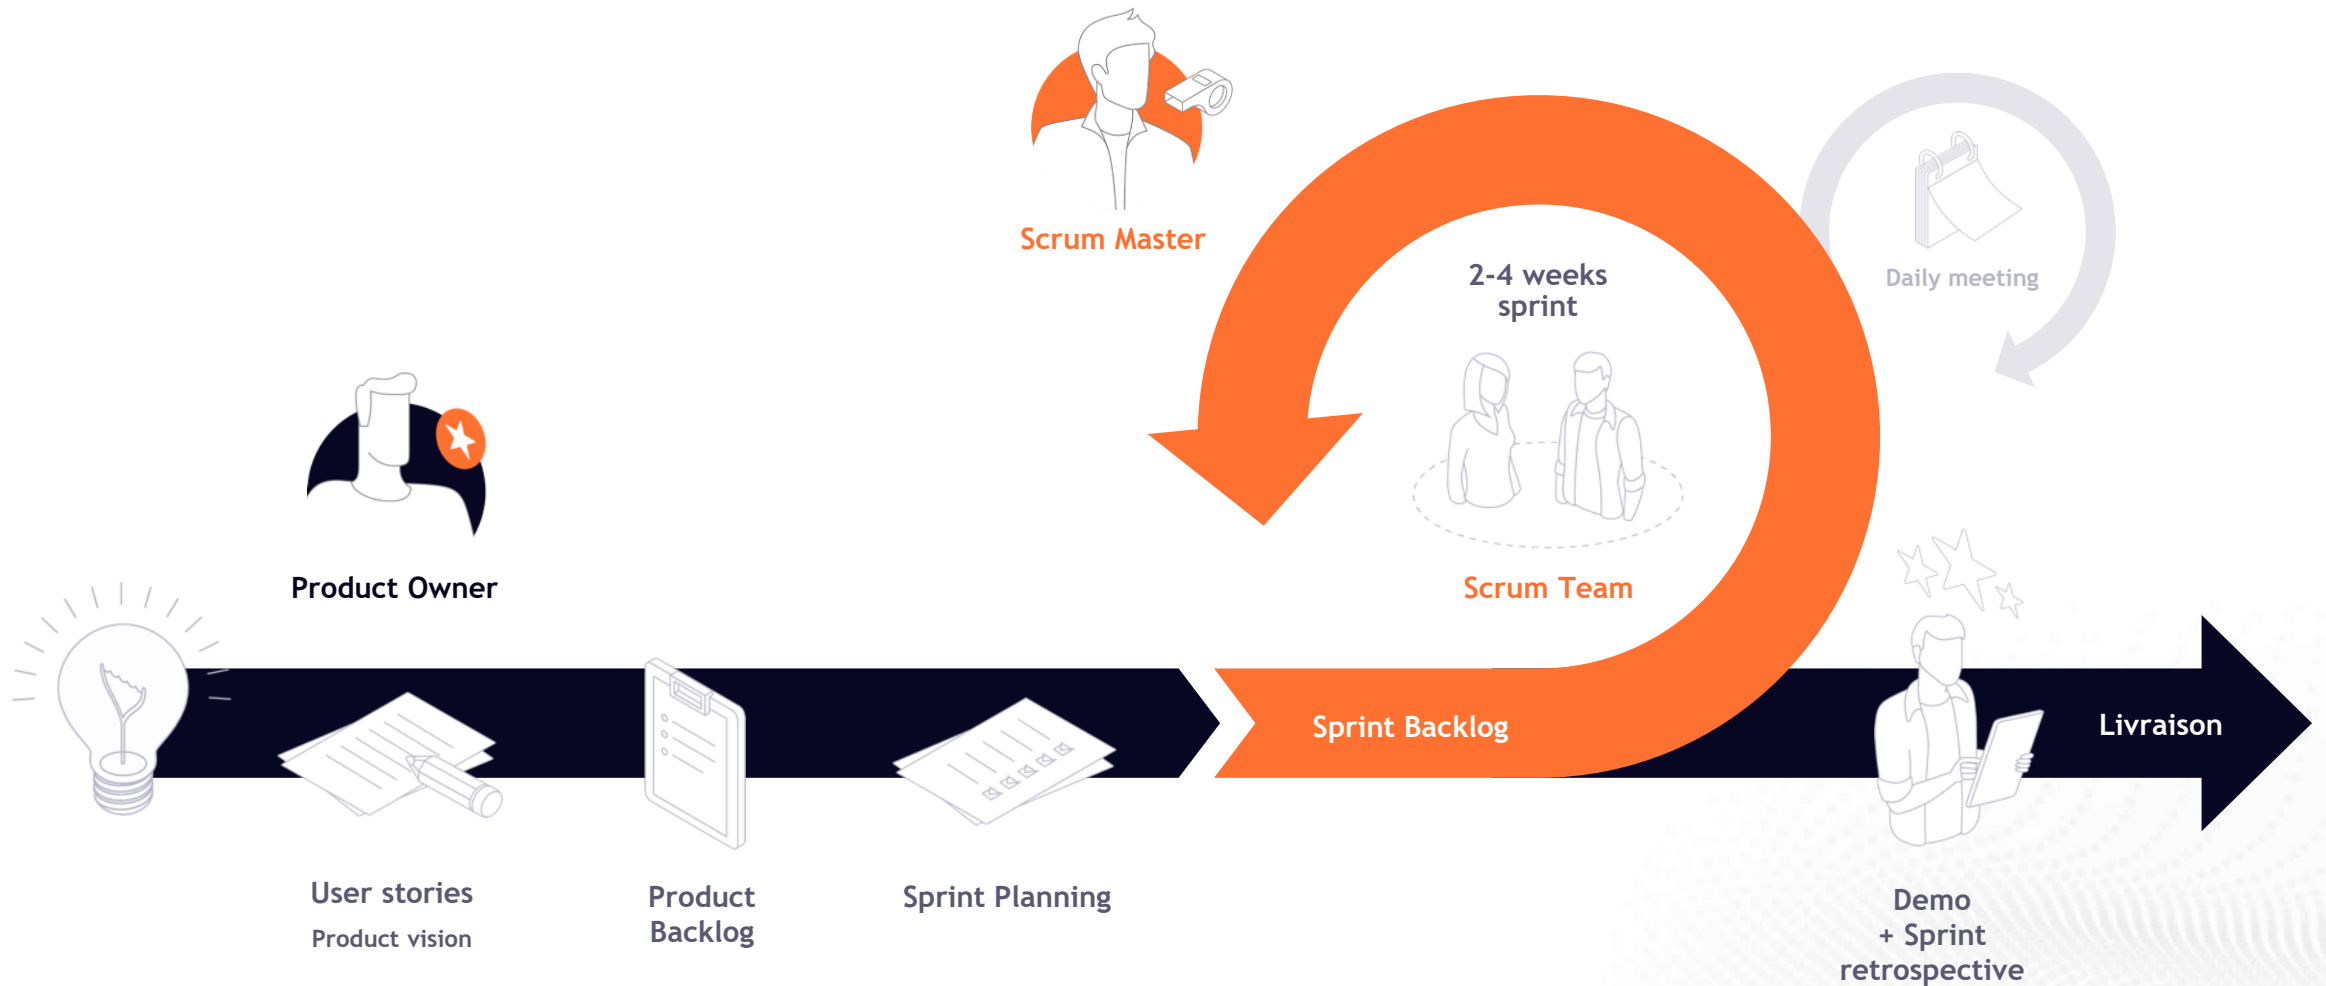 Scrum Master
2-4 weeks
sprint
Daily meeting
Product Owner
Scrum Team
Sprint Backlog
Livraison
User stories
Product vision
Product
Backlog
Sprint Planning
Demo
+ Sprint
retrospective